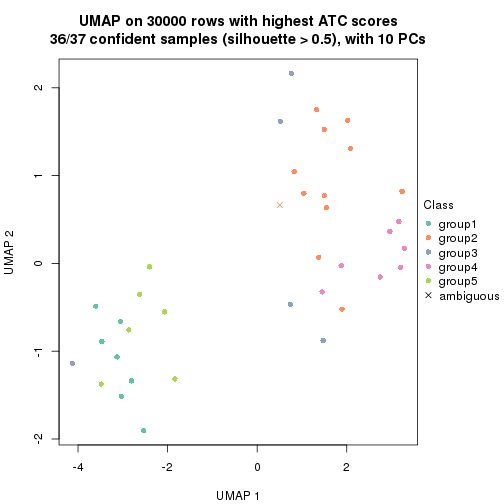 UMAP on 30000 rows with highest ATC scores
36/37 confident samples (silhouette > 0.5), with 10 PCs
2
1
0
-1
-2
UMAP 2
-4
-2
0
2
UMAP 1
Class
group1
group2
group3
group4
group5
ambiguous